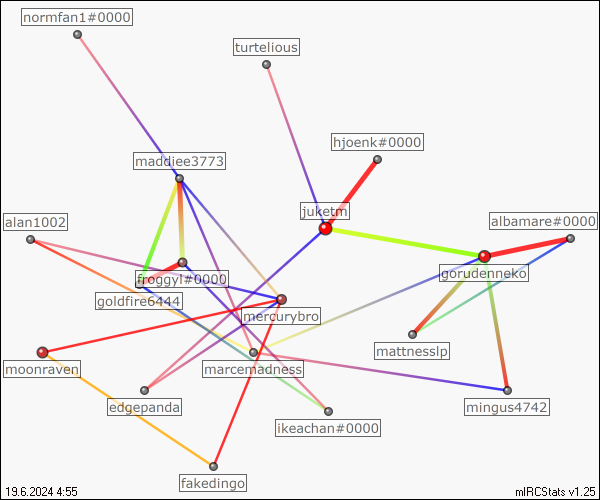 normfan1#0000
turtelious
hjoenk#0000
maddiee3773
juketm
alan1002
albamare#0000
gorudenneko
froggy1#0000
goldfire6444
mercurybro
mattnesslp
moonraven
marcemadness
edgepanda
mingus4742
ikeachan#0000
fakedingo
19.6.2024 4:55
mIRCStats v1.25